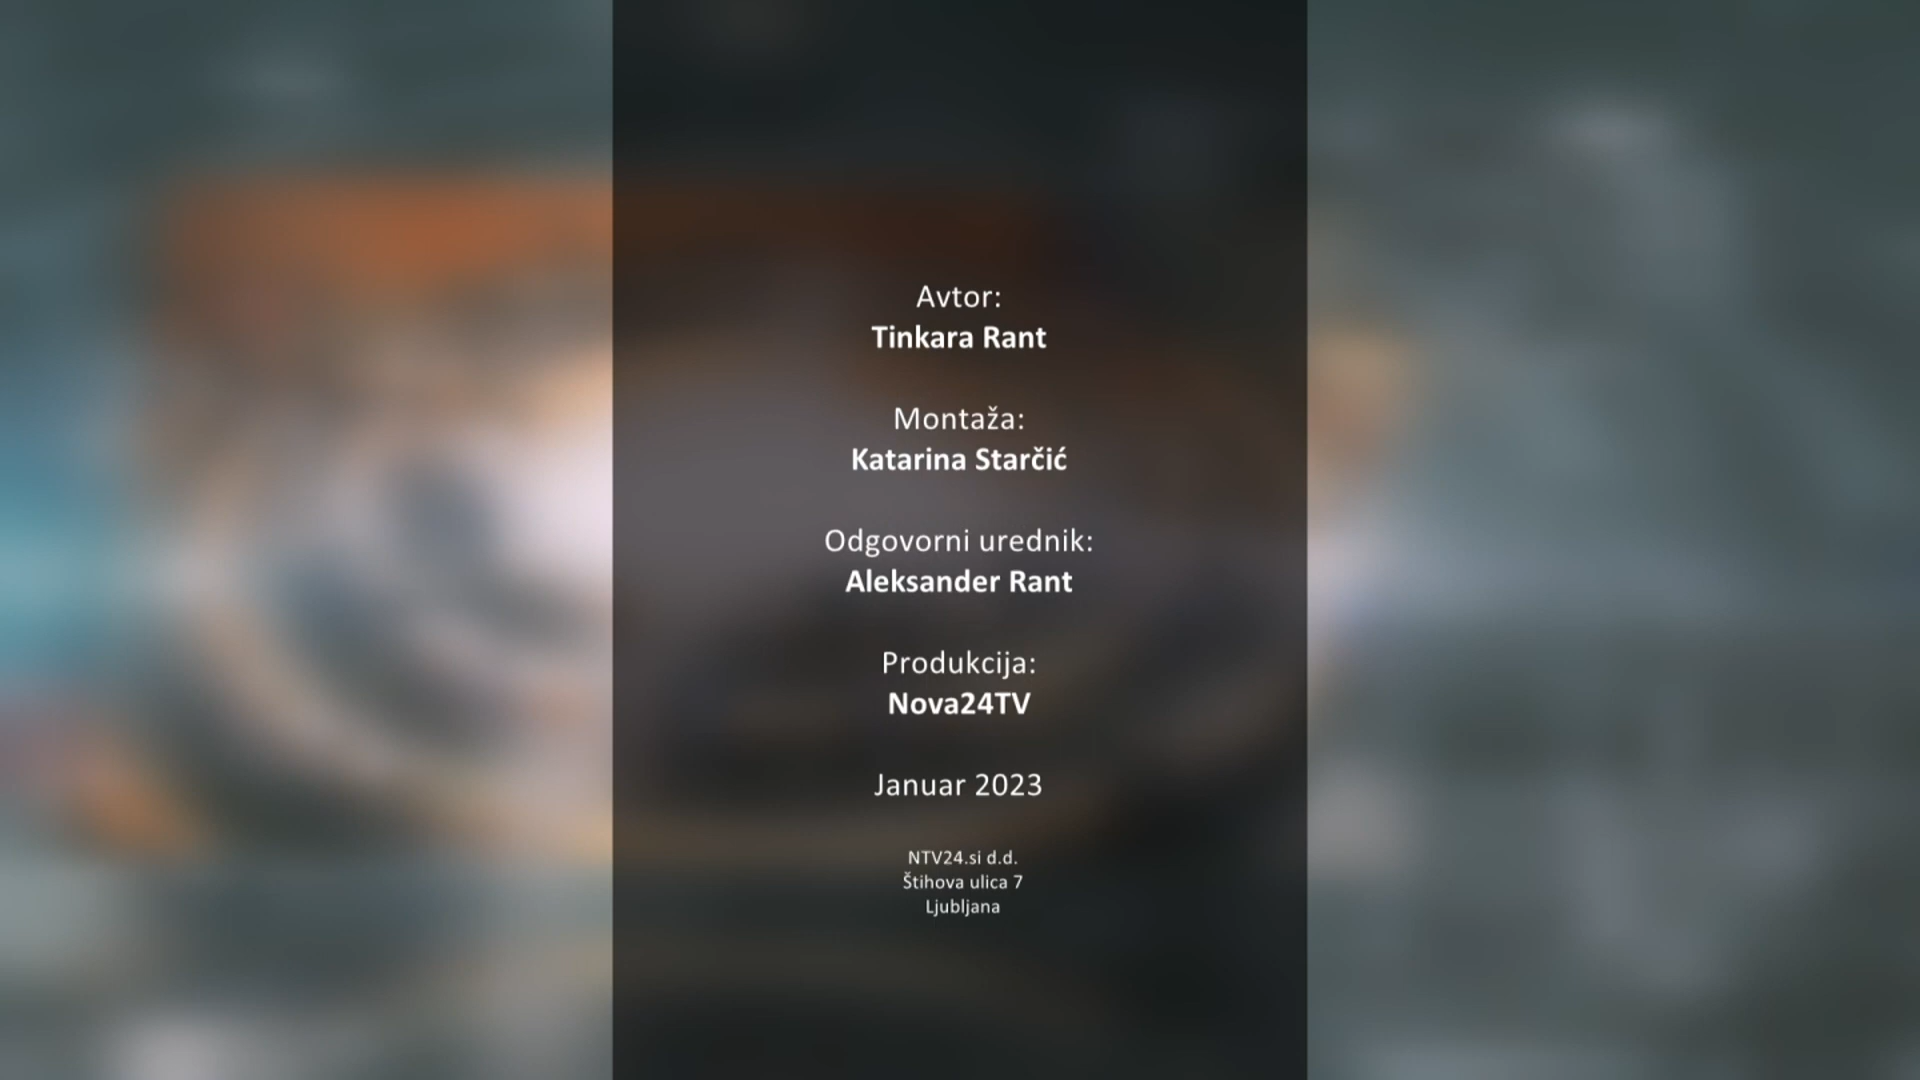 Avtor:
Tinkara Rant
Montaža:
Katarina Starčić
Odgovorni urednik:
Aleksander Rant
Produkcija:
Nova24TV
Januar 2023
NTV24.si d.d.
Štihova ulica 7
Ljubljana